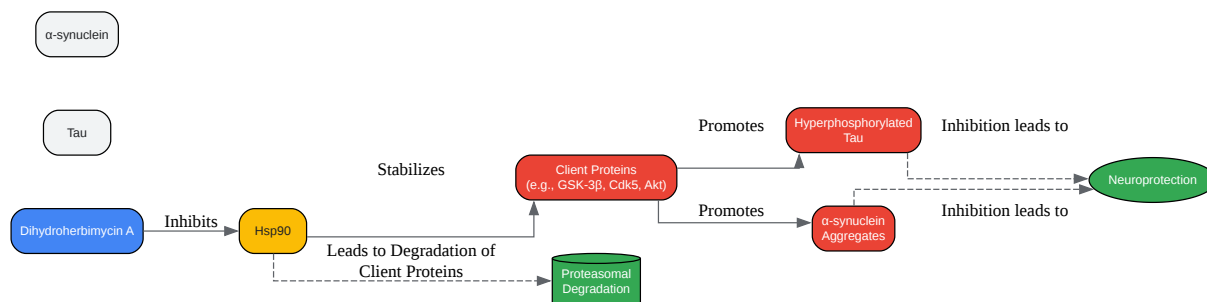 α-synuclein
Tau
Dihydroherbimycin A
Inhibits
Hsp90
Stabilizes
Leads to Degradation of
Client Proteins
Client Proteins
(e.g., GSK-3β, Cdk5, Akt)
Proteasomal
Degradation
Promotes
Promotes
Hyperphosphorylated
Tau
α-synuclein
Aggregates
Inhibition leads to
Inhibition leads to
Neuroprotection